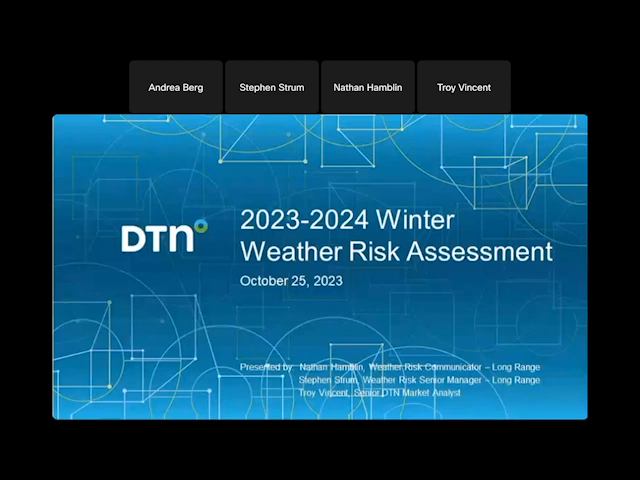 Andrea Berg Stephen Strum Nathan Hamblin Troy Vincent
DTN
2023-2024 Winter
Weather Risk Assessment
October 25, 2023
Presented by: Nathan Hamblin, Weather Risk Communicator – Long Range
Stephen Strum, Weather Risk Senior Manager – Long Range
Troy Vincent, Senior DTN Market Analyst